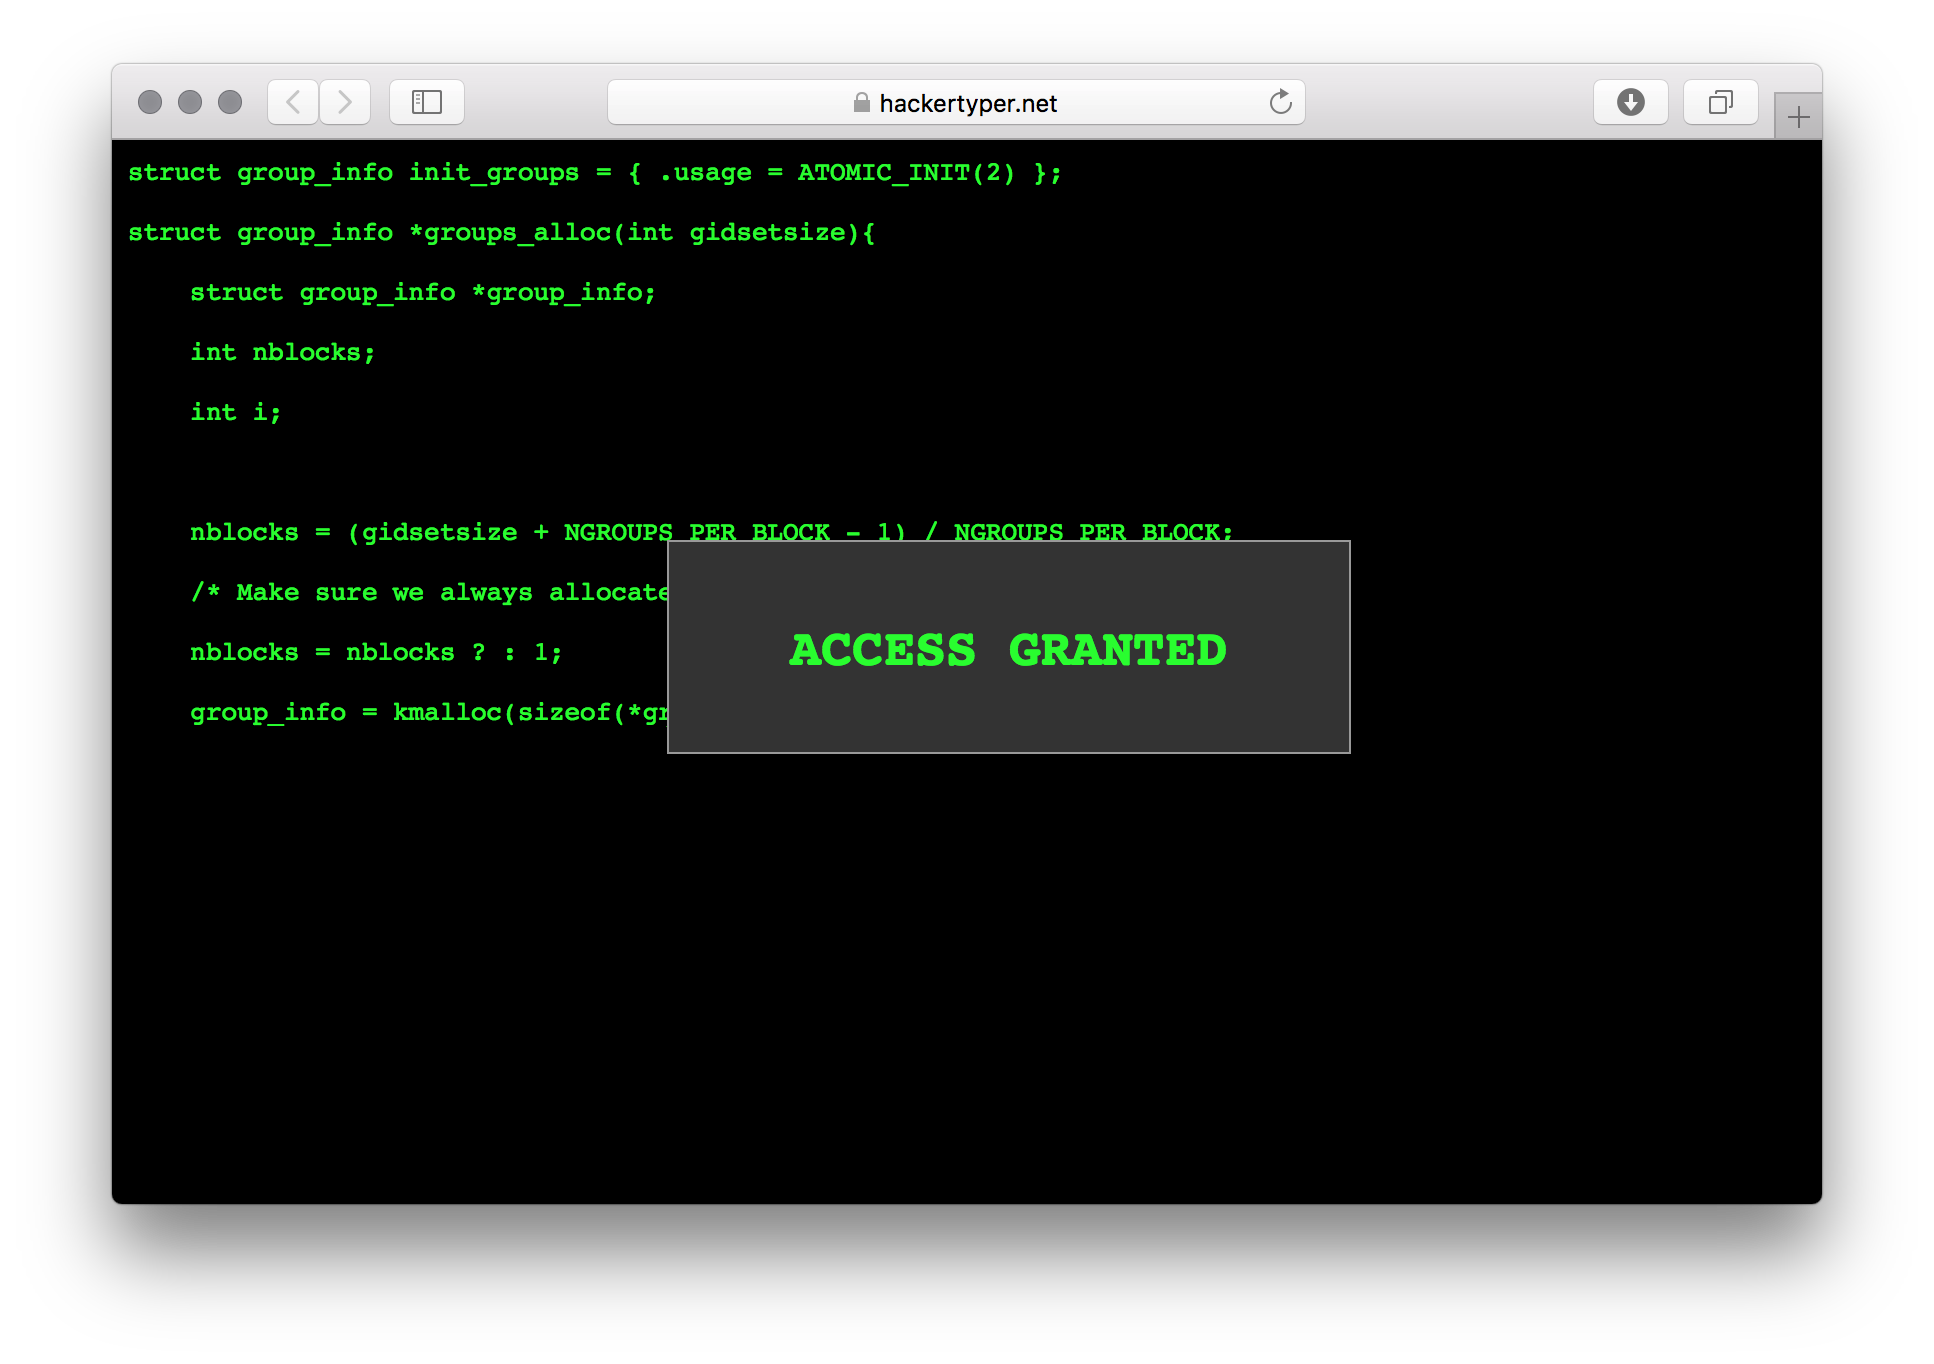 hackertyper.net
struct group_info init_groups = { .usage = ATOMIC_INIT(2) };
struct group_info *groups_alloc(int gidsetsize){
struct group_info *group_info;
int nblocks;
int i;
nblocks = (gidsetsize + NGROUPS_PER_BLOCK - 1) / NGROUPS_PER_BLOCK;
/* Make sure we always allocate
nblocks = nblocks ? : 1;
group_info = kmalloc(sizeof(*gr
ACCESS GRANTED